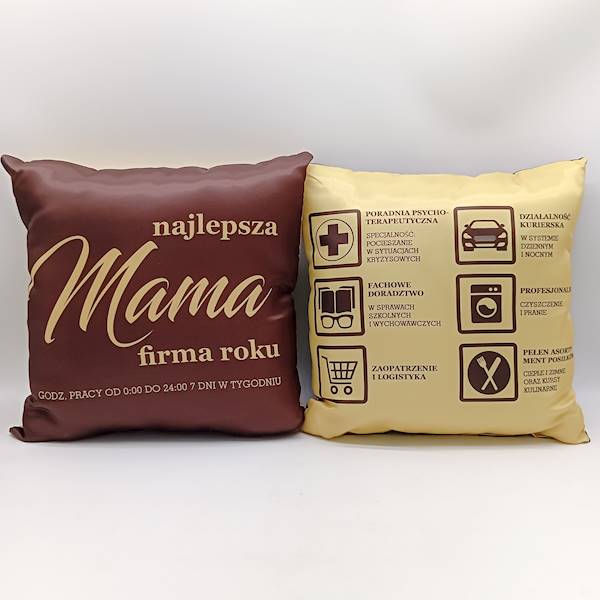 najlepsza
Mama
firma roku
GODZ. PRACY OD 0:00 DO 24:00 7 DNI W TYGODNIU
PORADNIA PSYCHO-
TERAPEUTYCZNA
SPECJALNOŚĆ:
POCIESZANIE
W SYTUACJACH
KRYZYSOWYCH
FACHOWE
DORADZTWO
W SPRAWACH
SZKOLNYCH
I WYCHOWAWCZYCH
ZAOPATRZENIE
I LOGISTYKA
DZIAŁALNOŚĆ
KURIERSKA
W SYSTEMIE
DZIENNYM
I NOCNYM
PROFESJONALN
CZYSZCZENIE
I PRANIE
PEŁEN ASORTY
MENT POSIŁK
CIEPŁE I ZIMNE
ORAZ KURSY
KULINARNE